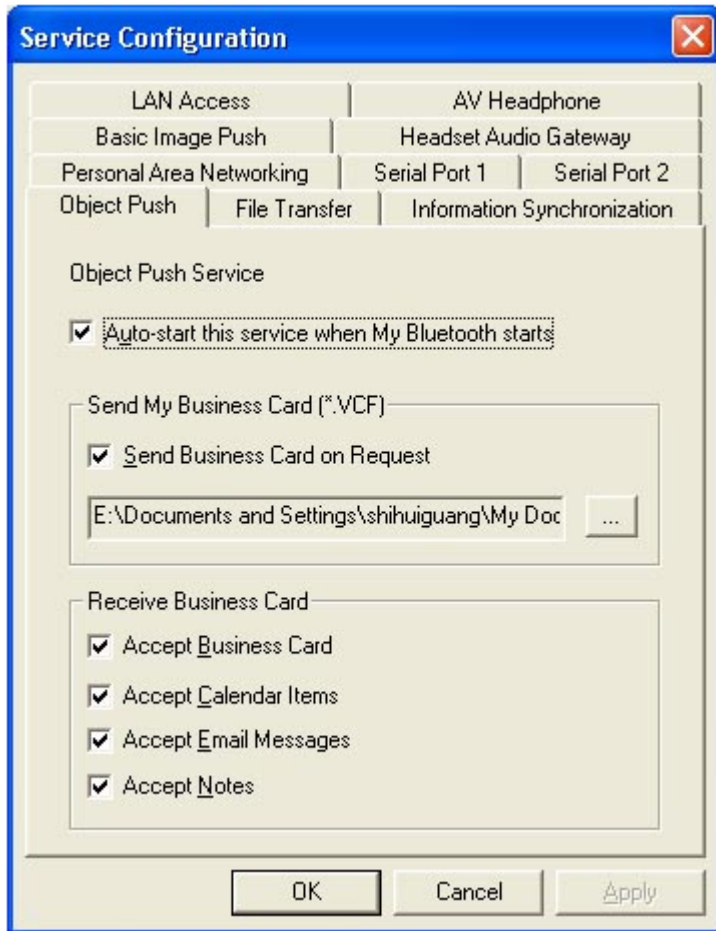 Service Configuration
LAN Access AV Headphone
Basic Image Push Headset Audio Gateway
Personal Area Networking Serial Port 1 Serial Port 2
Object Push File Transfer Information Synchronization
Object Push Service
Auto-start this service when My Bluetooth starts
Send My Business Card (*.VCF)
Send Business Card on Request
E:\Documents and Settings\shihuiguang\My Doc ...
Receive Business Card
Accept Business Card
Accept Calendar Items
Accept Email Messages
Accept Notes
OK Cancel Apply